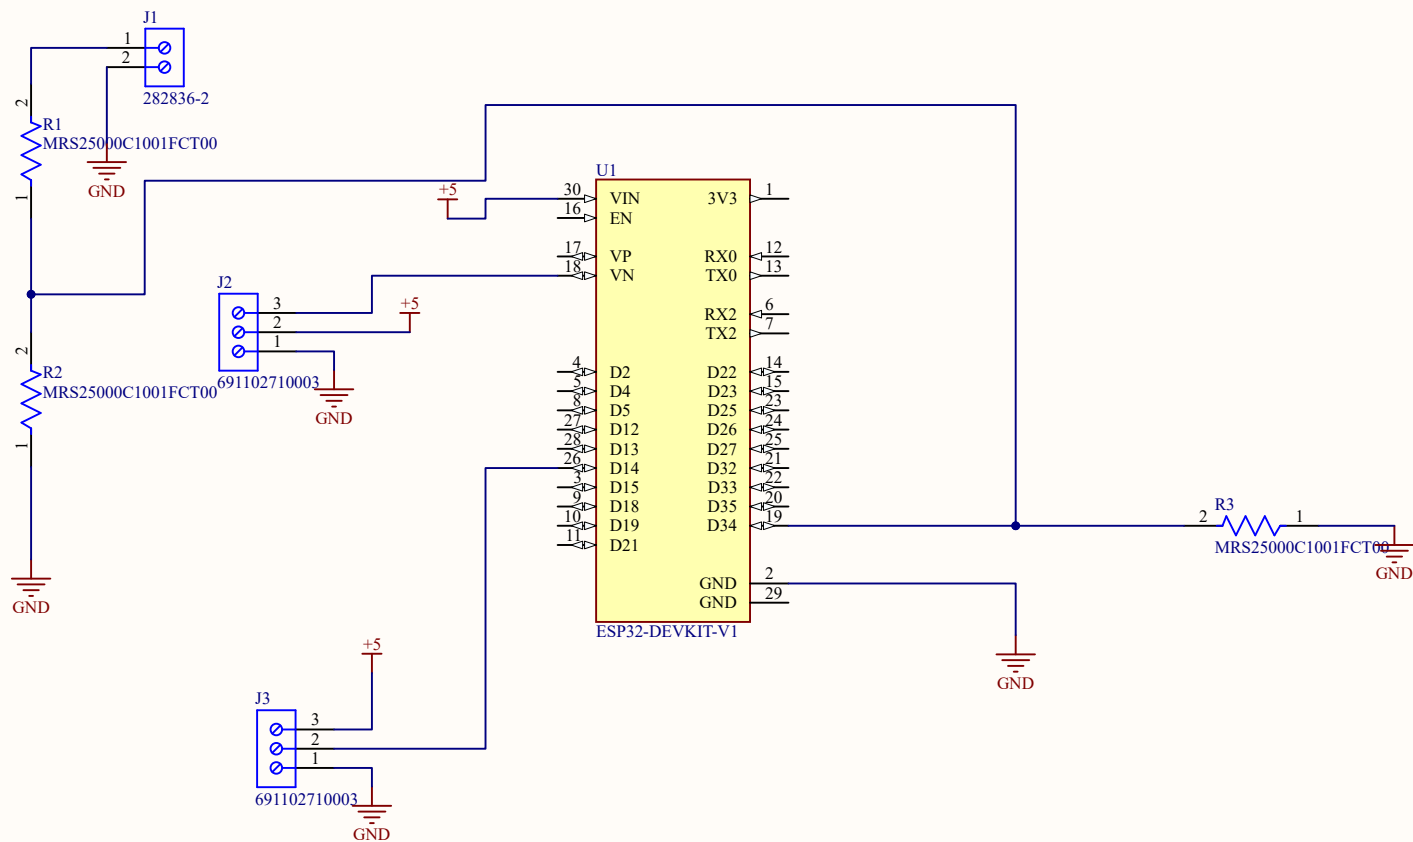 J1
1
2
282836-2
2
R1
MRS25000C1001FCT00
1
GND
2
R2
MRS25000C1001FCT00
1
GND
J2
3
2
1
691102710003
+5
GND
+5
U1
30 VIN 3V3 1
16 EN
17 VP RX0 12
18 VN TX0 13
RX2 6
TX2 7
4 D2 D22 14
5 D4 D23 15
8 D5 D25 23
27 D12 D26 24
28 D13 D27 25
26 D14 D32 21
3 D15 D33 22
9 D18 D35 20
10 D19 D34 19
11 D21
GND 2
GND 29
ESP32-DEVKIT-V1
GND
R3
2 1
MRS25000C1001FCT00
GND
+5
J3
3
2
1
691102710003
GND